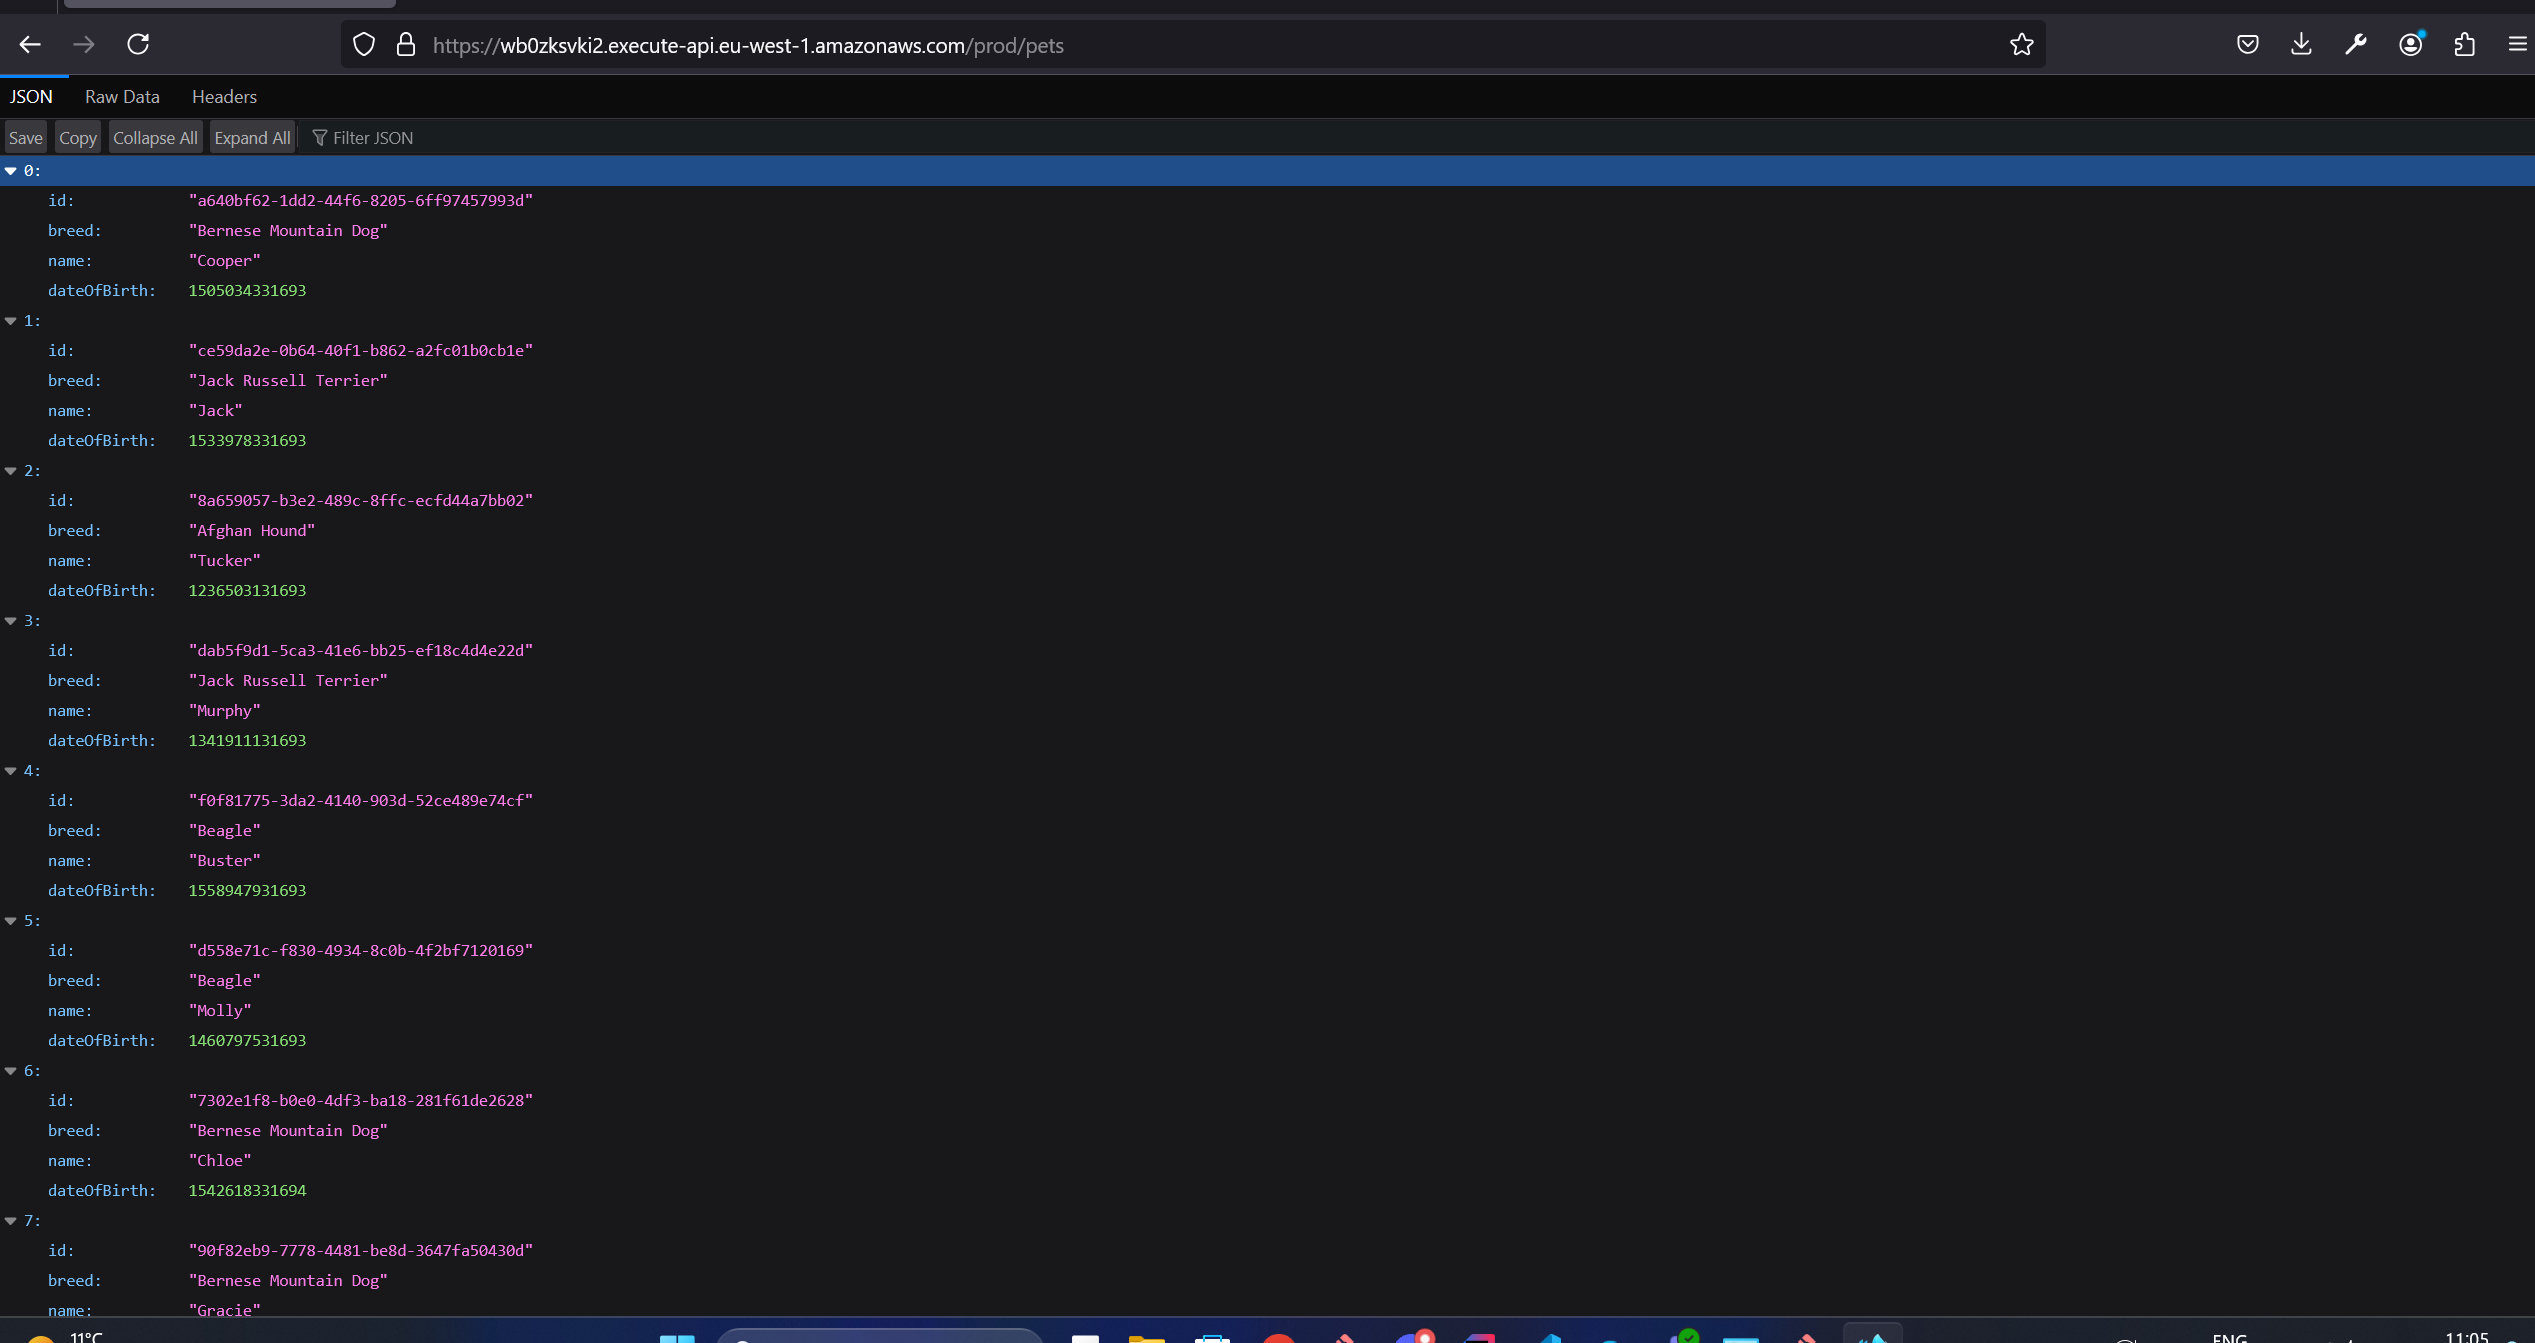 https://wb0zksvki2.execute-api.eu-west-1.amazonaws.com/prod/pets
JSON Raw Data Headers
Save Copy Collapse All Expand All Filter JSON
0:
id: "a640bf62-1dd2-44f6-8205-6ff97457993d"
breed: "Bernese Mountain Dog"
name: "Cooper"
dateOfBirth: 1505034331693
1:
id: "ce59da2e-0b64-40f1-b862-a2fc01b0cb1e"
breed: "Jack Russell Terrier"
name: "Jack"
dateOfBirth: 1533978331693
2:
id: "8a659057-b3e2-489c-8ffc-ecfd44a7bb02"
breed: "Afghan Hound"
name: "Tucker"
dateOfBirth: 1236503131693
3:
id: "dab5f9d1-5ca3-41e6-bb25-ef18c4d4e22d"
breed: "Jack Russell Terrier"
name: "Murphy"
dateOfBirth: 1341911131693
4:
id: "f0f81775-3da2-4140-903d-52ce489e74cf"
breed: "Beagle"
name: "Buster"
dateOfBirth: 1558947931693
5:
id: "d558e71c-f830-4934-8c0b-4f2bf7120169"
breed: "Beagle"
name: "Molly"
dateOfBirth: 1460797531693
6:
id: "7302e1f8-b0e0-4df3-ba18-281f61de2628"
breed: "Bernese Mountain Dog"
name: "Chloe"
dateOfBirth: 1542618331694
7:
id: "90f82eb9-7778-4481-be8d-3647fa50430d"
breed: "Bernese Mountain Dog"
name: "Gracie"
11°C ENG 11:05